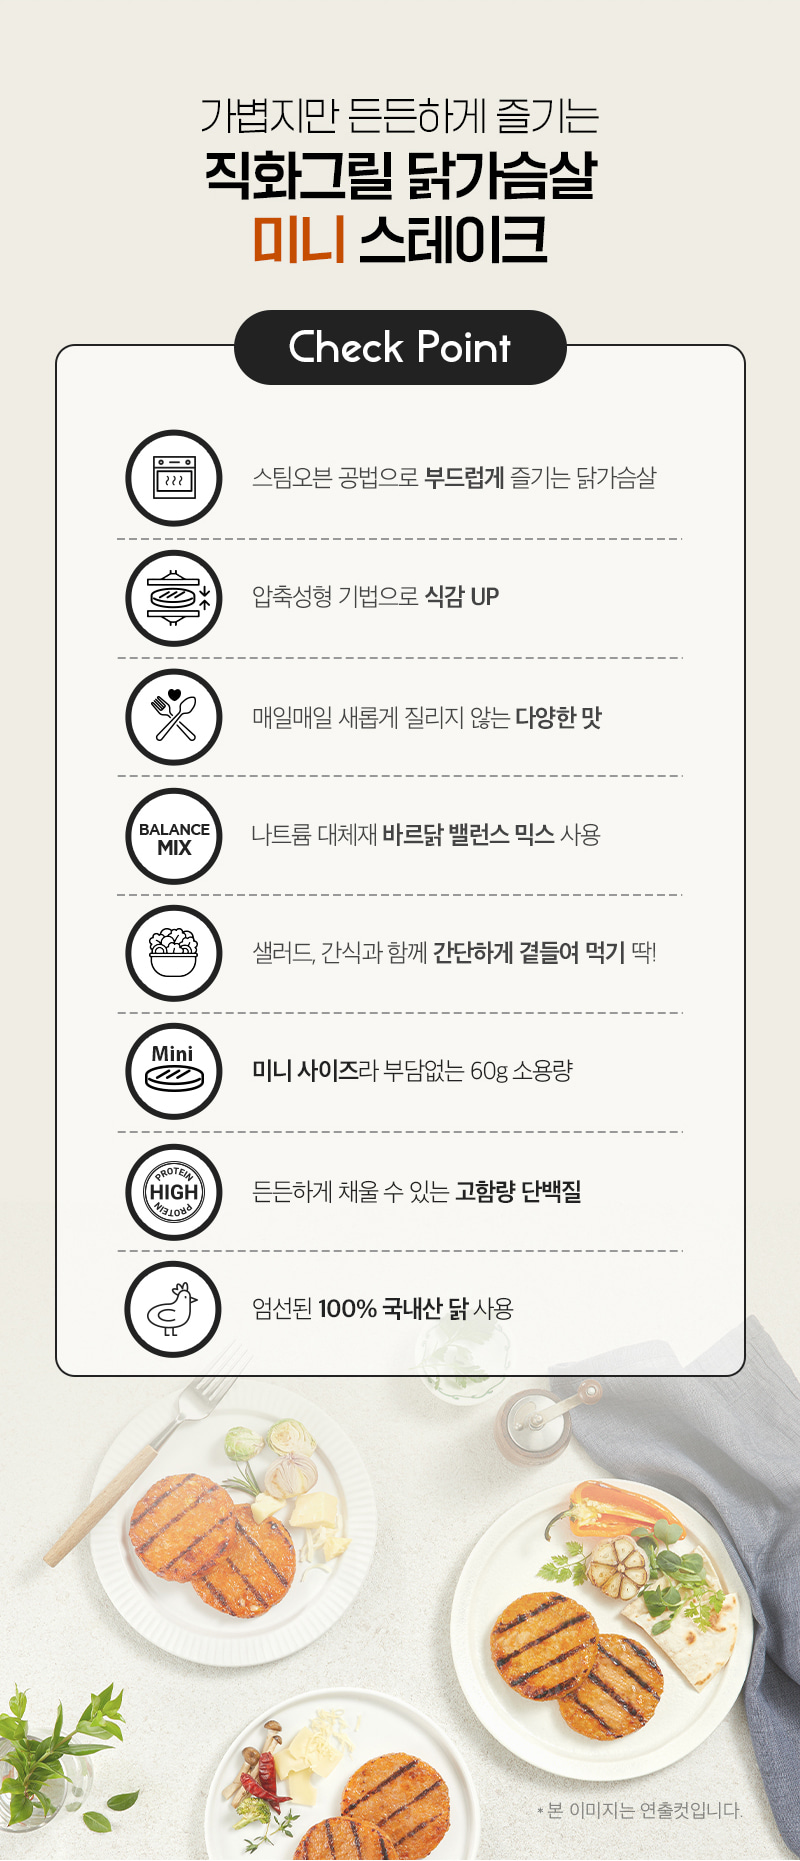 가볍지만 든든하게 즐기는
직화그릴 닭가슴살
미니 스테이크
Check Point
스팀오븐 공법으로 부드럽게 즐기는 닭가슴살
압축성형 기법으로 식감 UP
매일매일 새롭게 질리지 않는 다양한 맛
BALANCE
MIX
나트륨 대체재 바르닭 밸런스 믹스 사용
샐러드, 간식과 함께 간단하게 곁들여 먹기 딱!
Mini
미니 사이즈라 부담없는 60g 소용량
PROTEIN
HIGH
PROTEIN
든든하게 채울 수 있는 고함량 단백질
엄선된 100% 국내산 닭 사용
* 본 이미지는 연출컷입니다.